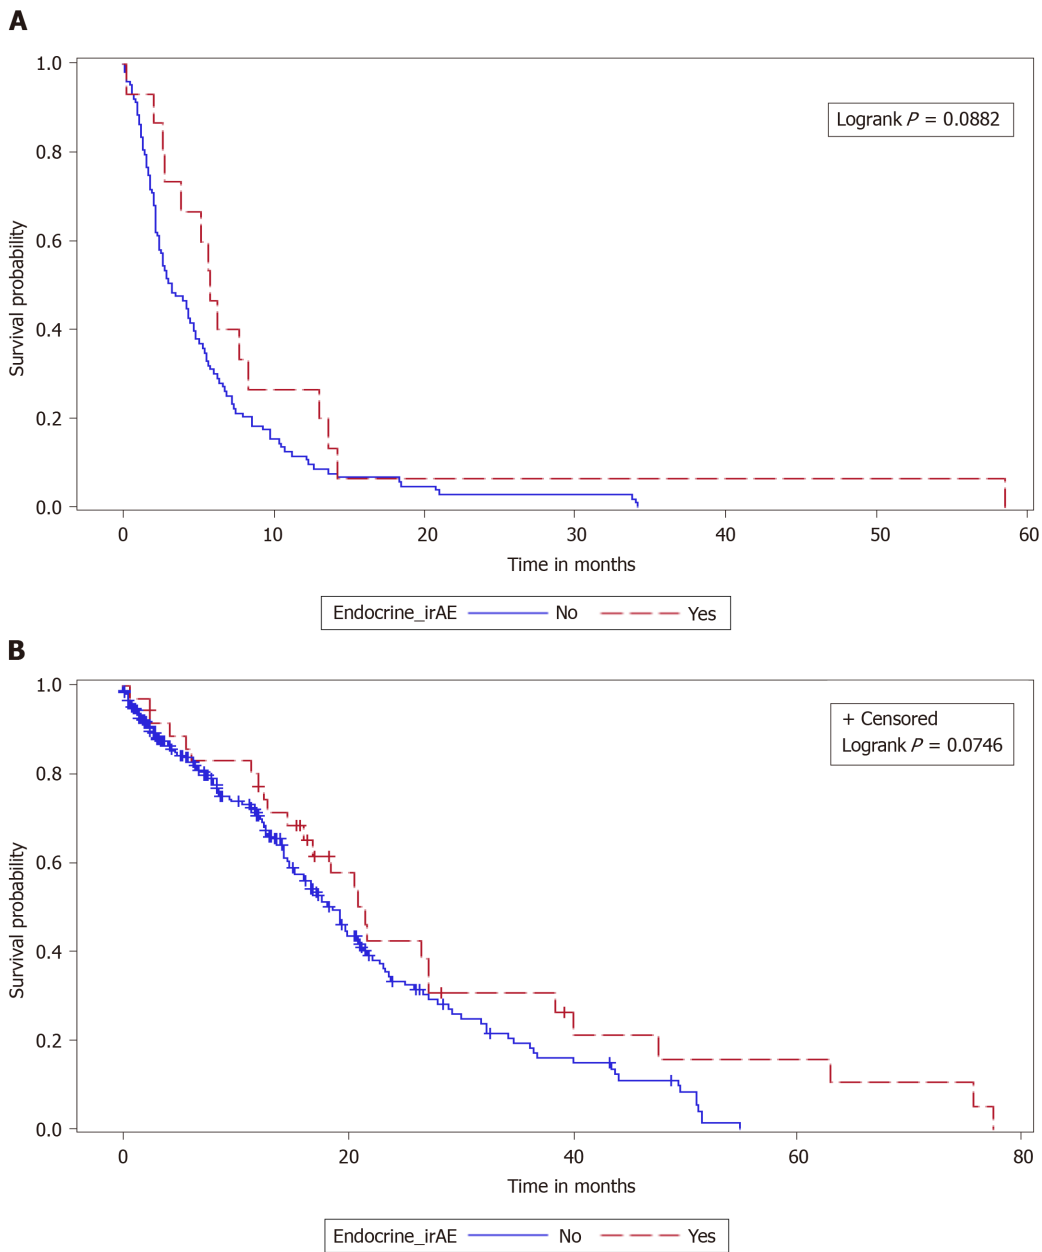 A
1.0
0.8
0.6
0.4
0.2
0.0
Survival probability
Logrank P = 0.0882
0 10 20 30 40 50 60
Time in months
Endocrine_irAE No Yes
B
1.0
0.8
0.6
0.4
0.2
0.0
Survival probability
+ Censored
Logrank P = 0.0746
0 20 40 60 80
Time in months
Endocrine_irAE No Yes